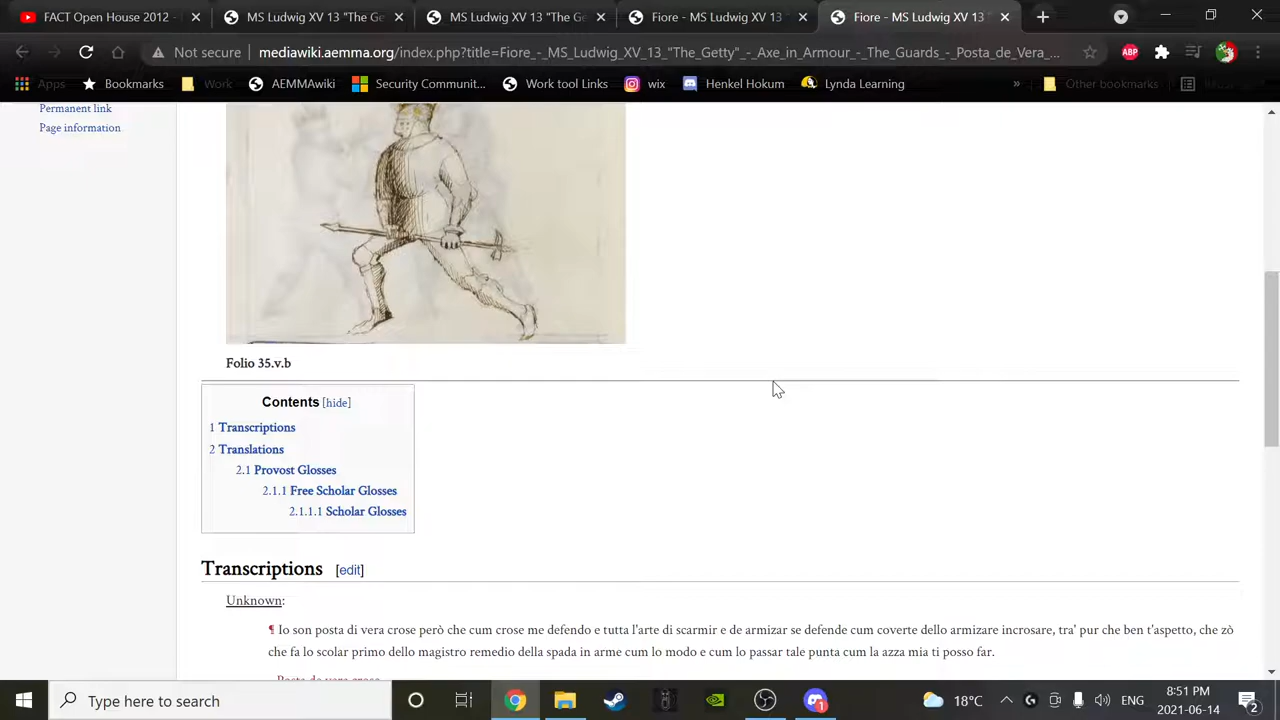 FACT Open House 2012 -
MS Ludwig XV 13 "The Ge
MS Ludwig XV 13 "The Ge
Fiore - MS Ludwig XV 13
Fiore - MS Ludwig XV 13 "
Not secure mediawiki.aemma.org/index.php?title=Fiore_-_MS_Ludwig_XV_13_"The_Getty"_-_Axe_in_Armour_-_The_Guards_-_Posta_de_Vera_...
ABP
Apps Bookmarks Work AEMMAwiki Security Communit... Work tool Links wix Henkel Hokum Lynda Learning » Other bookmarks
Permanent link
Page information
Folio 35.v.b
Contents [hide]
1 Transcriptions
2 Translations
2.1 Provost Glosses
2.1.1 Free Scholar Glosses
2.1.1.1 Scholar Glosses
Transcriptions [edit]
Unknown:
¶ Io son posta di vera crose però che cum crose me defendo e tutta l'arte di scarmir e de armizar se defende cum coverte dello armizare incrosare, tra' pur che ben t'aspetto, che zò
che fa lo scolar primo dello magistro remedio della spada in arme cum lo modo e cum lo passar tale punta cum la azza mia ti posso far.
Posta de vera crose
Type here to search
1
18°C
ENG
8:51 PM
2021-06-14
2